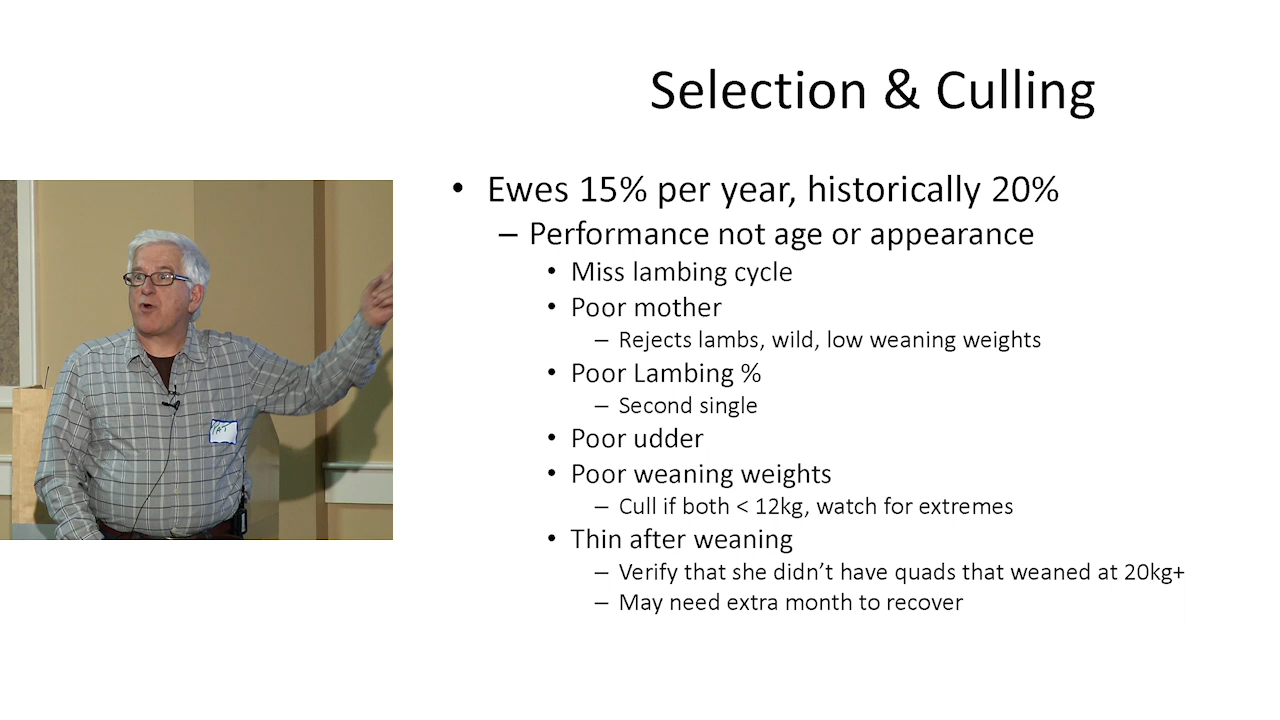 Selection & Culling
• Ewes 15% per year, historically 20%
– Performance not age or appearance
• Miss lambing cycle
• Poor mother
– Rejects lambs, wild, low weaning weights
• Poor Lambing %
– Second single
• Poor udder
• Poor weaning weights
– Cull if both < 12kg, watch for extremes
• Thin after weaning
– Verify that she didn’t have quads that weaned at 20kg+
– May need extra month to recover